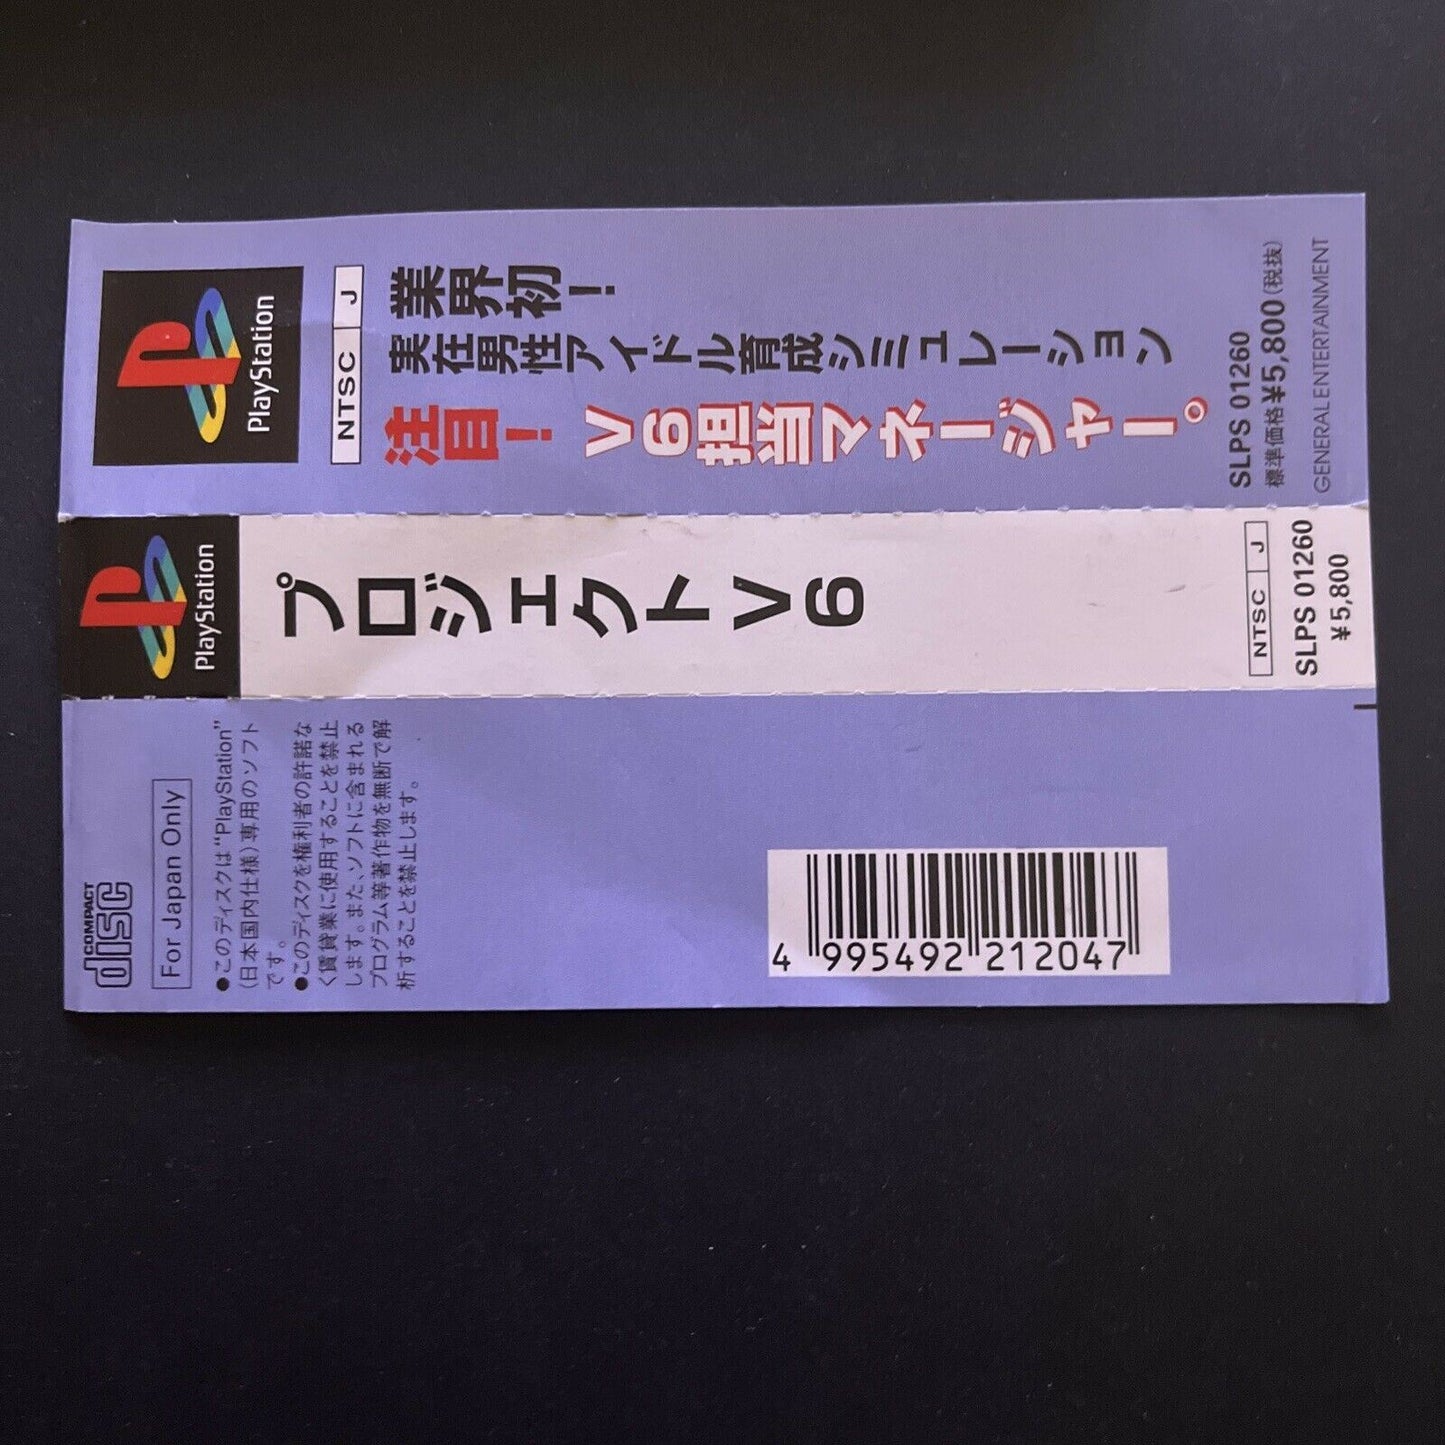 PlayStation
NTSC J
業界初!
実在男性アイドル育成シミュレーション
注目! V6担当マネージャー。
SLPS 01260
標準価格¥5,800(税抜)
GENERAL ENTERTAINMENT
PlayStation
プロジェクトV6
NTSC J
SLPS 01260
¥5,800
COMPACT
disc
For Japan Only
●このディスクは“PlayStation”
(日本国内仕様)専用のソフト
です。
●このディスクを権利者の許諾な
く賃貸業に使用することを禁止
します。また、ソフトに含まれる
プログラム等著作物を無断で解
析することを禁止します。
4 995492 212047